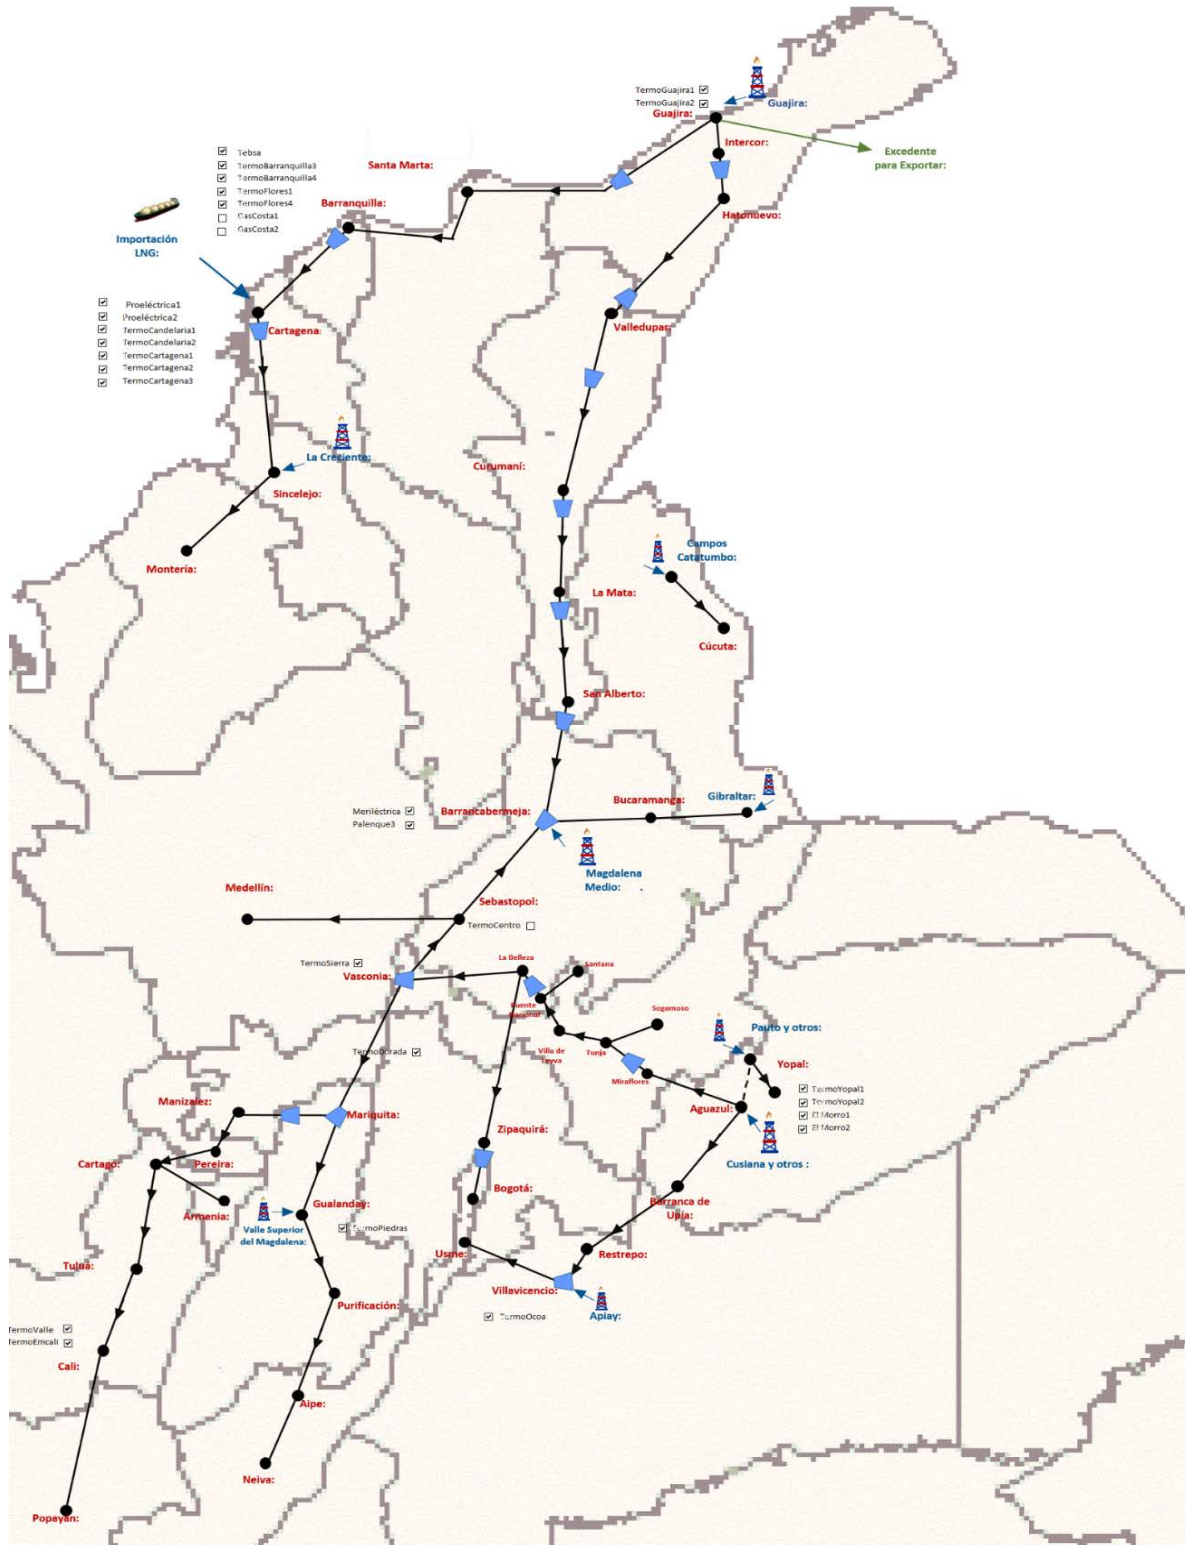 TermoGuajira1
TermoGuajira2
Guajira:
Guajira:
Intercor:
Excedente
para Exportar:
Tebsa
TermoBarranquilla3
TermoBarranquilla4
TermoFlores1
TermoFlores4
GasCosta1
GasCosta2
Santa Marta:
Barranquilla:
Hatonuevo:
Importación
LNG:
Proeléctrica1
Proeléctrica2
TermoCandelaria1
TermoCandelaria2
TermoCartagena1
TermoCartagena2
TermoCartagena3
Cartagena:
Valledupar:
La Creciente:
Curumaní:
Sincelejo:
Montería:
Campos
Catatumbo:
La Mata:
Cúcuta:
San Alberto:
Meriléctrica
Palenque3
Barrancabermeja:
Bucaramanga:
Gibraltar:
Magdalena
Medio:
Medellín:
Sebastopol:
TermoCentro
TermoSierra
Vasconia:
La Belleza
Santana
Puente
Nacional
Sogamoso
Villa de
Leyva
Tunja
Miraflores
Pauto y otros:
Yopal:
TermoYopal1
TermoYopal2
El Morro1
El Morro2
TermoDorada
Aguazul:
Manizalez:
Mariquita:
Zipaquirá:
Cusiana y otros :
Cartago:
Pereira:
Armenia:
Gualanday:
Bogotá:
Barranca de
Upía:
Valle Superior
del Magdalena:
TermoPiedras
Usme:
Restrepo:
Tuluá:
Villavicencio:
Apiay:
Purificación:
TermoOcoa
TermoValle
TermoEmcali
Cali:
Aipe:
Neiva:
Popayán: